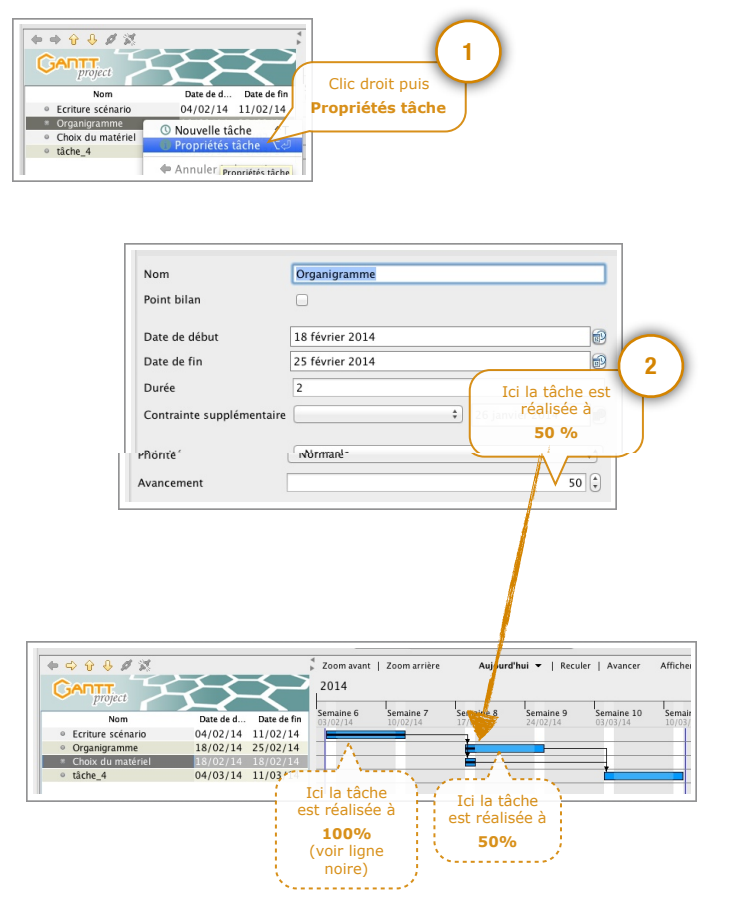 1
GANTT
project
Clic droit puis
Propriétés tâche
Nom Date de d... Date de fin
Ecriture scénario 04/02/14 11/02/14
Organigramme
Choix du matériel
tâche_4
Nouvelle tâche
Propriétés tâche
Annuler
Propriétés tâche
Nom Organigramme
Point bilan
Date de début 18 février 2014
Date de fin 25 février 2014
Durée 2
Contrainte supplémentaire
2
Ici la tâche est
réalisée à
50 %
Priorité
Avancement 50
Zoom avant | Zoom arrière Aujourd'hui | Reculer | Avancer Afficher
GANTT
project
2014
Semaine 6 Semaine 7 Semaine 8 Semaine 9 Semaine 10 Semain
03/02/14 10/02/14 17/ 24/02/14 03/03/14 10/03/
Nom Date de d... Date de fin
Ecriture scénario 04/02/14 11/02/14
Organigramme 18/02/14 25/02/14
Choix du matériel 18/02/14 18/02/14
tâche_4 04/03/14 11/03/14
Ici la tâche
est réalisée à
100%
(voir ligne
noire)
Ici la tâche
est réalisée à
50%